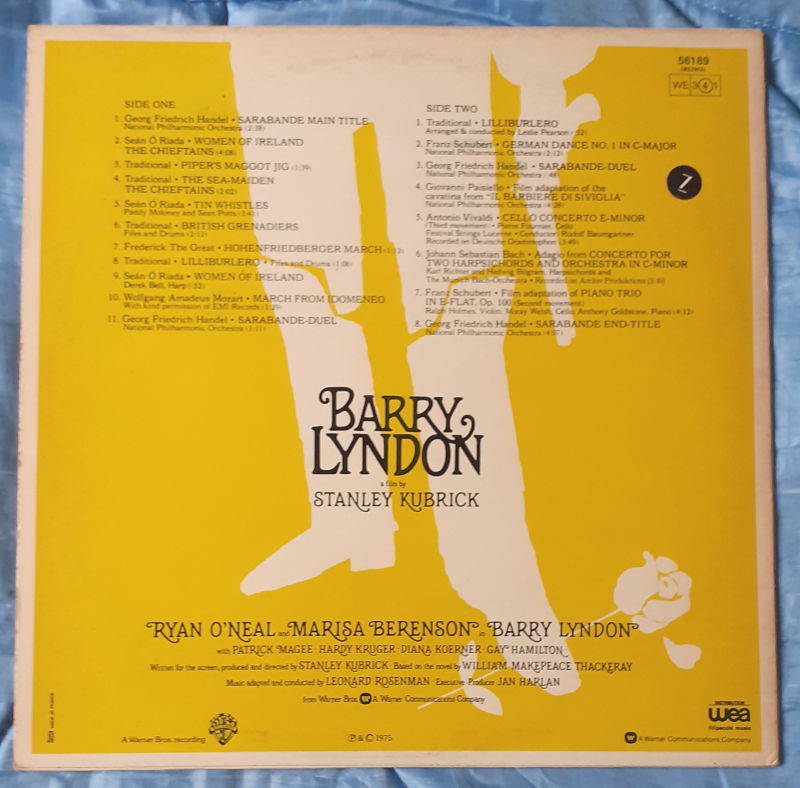 56189
WE 341
SIDE ONE
1. Georg Friedrich Handel • SARABANDE MAIN TITLE
National Philharmonic Orchestra (2:38)
2. Seán Ó Riada • WOMEN OF IRELAND
THE CHIEFTAINS (4:08)
3. Traditional • PIPER'S MAGGOT JIG (1:39)
4. Traditional • THE SEA-MAIDEN
THE CHIEFTAINS (2:02)
5. Seán Ó Riada • TIN WHISTLES
Paddy Moloney and Sean Potts (3:41)
6. Traditional • BRITISH GRENADIERS
Fifes and Drums (2:12)
7. Frederick The Great • HOHENFRIEDBERGER MARCH (1:12)
8. Traditional • LILLIBURLERO • Fifes and Drums (1:06)
9. Seán Ó Riada • WOMEN OF IRELAND
Derek Bell, Harp (:52)
10. Wolfgang Amadeus Mozart • MARCH FROM IDOMENEO
With kind permission of EMI Records (1:29)
11. Georg Friedrich Handel • SARABANDE-DUEL
National Philharmonic Orchestra (3:11)
SIDE TWO
1. Traditional • LILLIBURLERO
Arranged & conducted by Leslie Pearson (:52)
2. Franz Schubert • GERMAN DANCE NO. 1 IN C-MAJOR
National Philharmonic Orchestra (2:12)
3. Georg Friedrich Handel • SARABANDE-DUEL
National Philharmonic Orchestra (:48)
4. Giovanni Paisiello • Film adaptation of the
cavatina from "IL BARBIERE DI SIVIGLIA"
National Philharmonic Orchestra (4:28)
5. Antonio Vivaldi • CELLO CONCERTO E-MINOR
(Third movement) • Pierre Fournier, Cello
Festival Strings Lucerne • Conductor: Rudolf Baumgartner
Recorded on Deutsche Grammophon (3:49)
6. Johann Sebastian Bach • Adagio from CONCERTO FOR
TWO HARPSICHORDS AND ORCHESTRA IN C-MINOR
Karl Richter and Hedwig Bilgram, Harpsichords and
The Munich Bach-Orchestra • Recorded on Archiv Produktions (5:10)
7. Franz Schubert • Film adaptation of PIANO TRIO
IN E-FLAT, Op. 100 (Second movement)
Ralph Holmes, Violin; Moray Welsh, Cello; Anthony Goldstone, Piano (4:12)
8. Georg Friedrich Handel • SARABANDE END-TITLE
National Philharmonic Orchestra (4:07)
BARRY
LYNDON
a film by
STANLEY KUBRICK
RYAN O'NEAL and MARISA BERENSON in BARRY LYNDON
with PATRICK MAGEE • HARDY KRUGER • DIANA KOERNER • GAY HAMILTON
Written for the screen, produced and directed by STANLEY KUBRICK • Based on the novel by WILLIAM MAKEPEACE THACKERAY
Music adapted and conducted by LEONARD ROSENMAN • Executive Producer JAN HARLAN
from Warner Bros. A Warner Communications Company
MADE IN FRANCE
A Warner Bros. recording
WB
℗ & © 1975
DISTRIBUTION
wea
filipacchi music
A Warner Communications Company